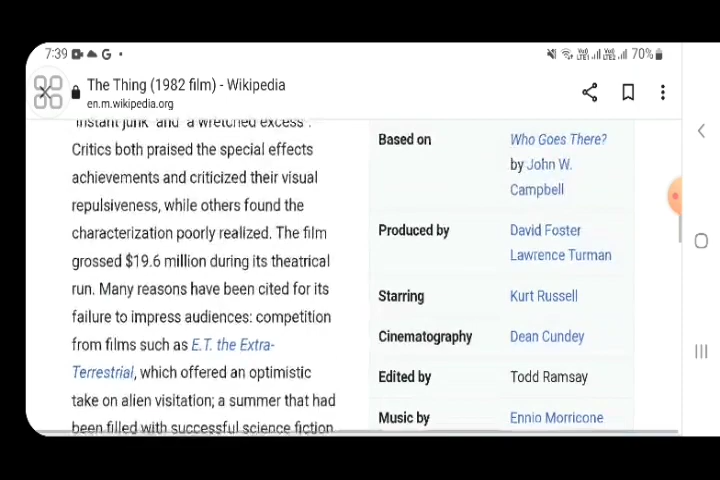 7:39
70%
The Thing (1982 film) - Wikipedia
en.m.wikipedia.org
"instant junk" and "a wretched excess".
Critics both praised the special effects
achievements and criticized their visual
repulsiveness, while others found the
characterization poorly realized. The film
grossed $19.6 million during its theatrical
run. Many reasons have been cited for its
failure to impress audiences: competition
from films such as E.T. the Extra-
Terrestrial, which offered an optimistic
take on alien visitation; a summer that had
been filled with successful science fiction
Based on Who Goes There?
by John W.
Campbell
Produced by David Foster
Lawrence Turman
Starring Kurt Russell
Cinematography Dean Cundey
Edited by Todd Ramsay
Music by Ennio Morricone